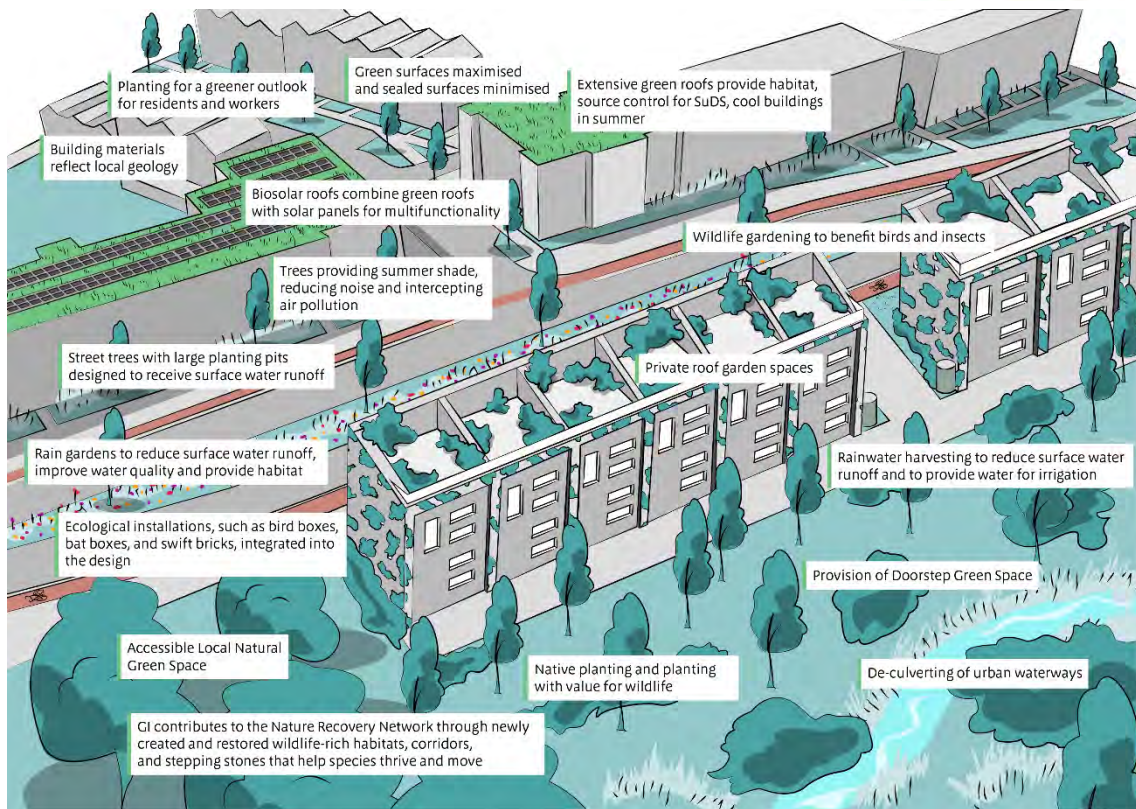 Planting for a greener outlook
for residents and workers
Green surfaces maximised
and sealed surfaces minimised
Extensive green roofs provide habitat,
source control for SuDS, cool buildings
in summer
Building materials
reflect local geology
Biosolar roofs combine green roofs
with solar panels for multifunctionality
Wildlife gardening to benefit birds and insects
Trees providing summer shade,
reducing noise and intercepting
air pollution
Street trees with large planting pits
designed to receive surface water runoff
Private roof garden spaces
Rain gardens to reduce surface water runoff,
improve water quality and provide habitat
Rainwater harvesting to reduce surface water
runoff and to provide water for irrigation
Ecological installations, such as bird boxes,
bat boxes, and swift bricks, integrated into
the design
Provision of Doorstep Green Space
Accessible Local Natural
Green Space
Native planting and planting
with value for wildlife
De-culverting of urban waterways
GI contributes to the Nature Recovery Network through newly
created and restored wildlife-rich habitats, corridors,
and stepping stones that help species thrive and move